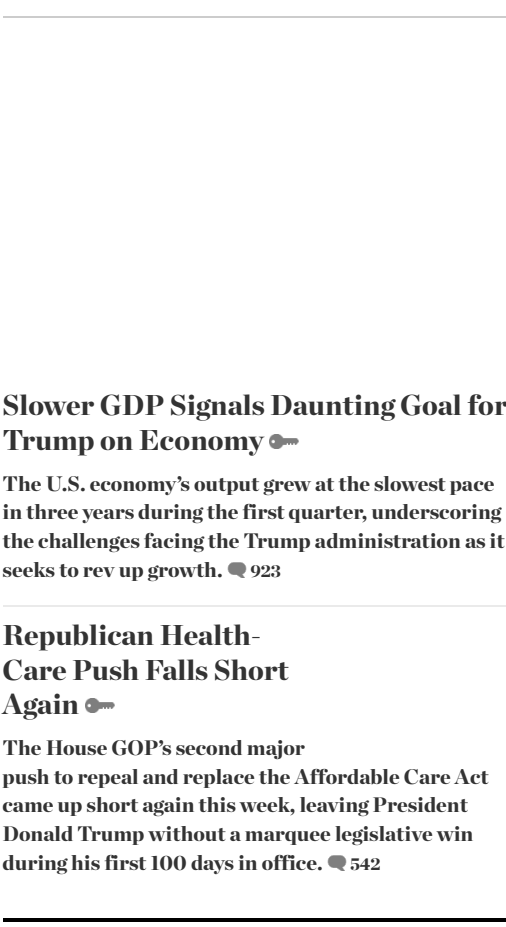 Slower GDP Signals Daunting Goal for
Trump on Economy
The U.S. economy’s output grew at the slowest pace
in three years during the first quarter, underscoring
the challenges facing the Trump administration as it
seeks to rev up growth. 923
Republican Health-
Care Push Falls Short
Again
The House GOP’s second major
push to repeal and replace the Affordable Care Act
came up short again this week, leaving President
Donald Trump without a marquee legislative win
during his first 100 days in office. 542